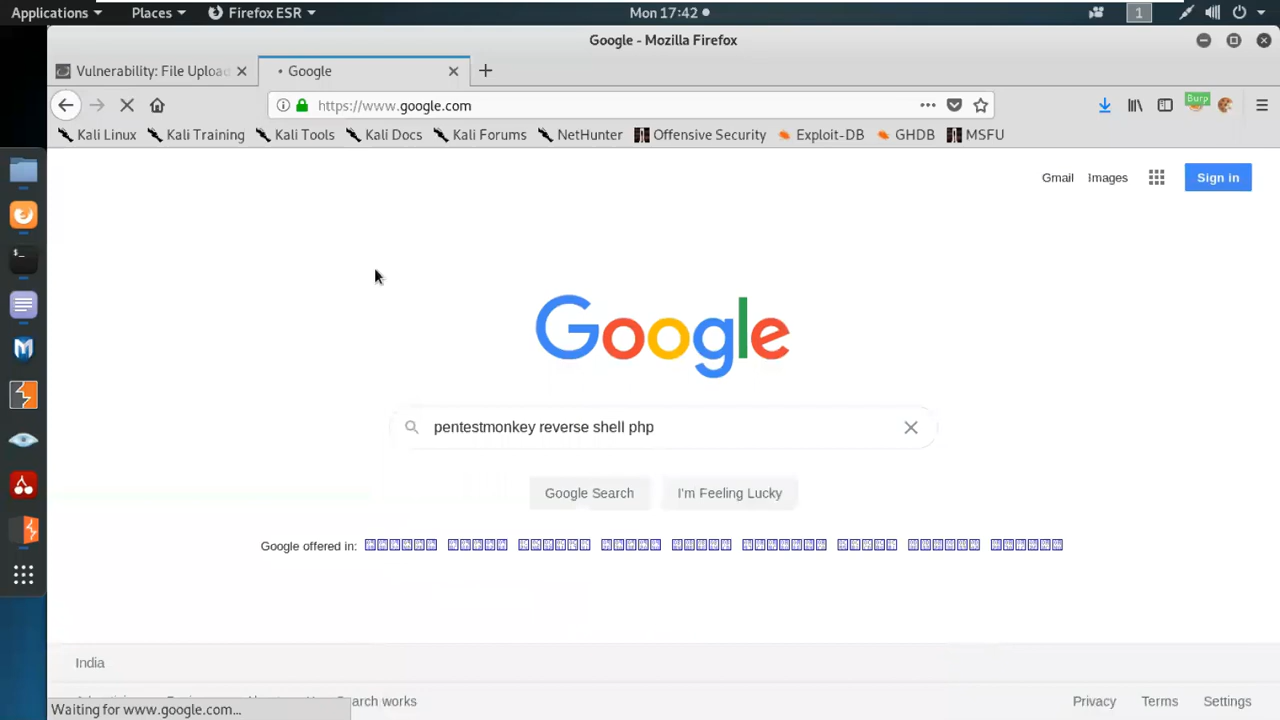 Applications Places Firefox ESR Mon 17:42 1
Google - Mozilla Firefox
Vulnerability: File Upload Google
https://www.google.com Burp
Kali Linux Kali Training Kali Tools Kali Docs Kali Forums NetHunter Offensive Security Exploit-DB GHDB MSFU
Gmail Images Sign in
Google
pentestmonkey reverse shell php
Google Search I'm Feeling Lucky
Google offered in:
India
Search works Privacy Terms Settings
Waiting for www.google.com...